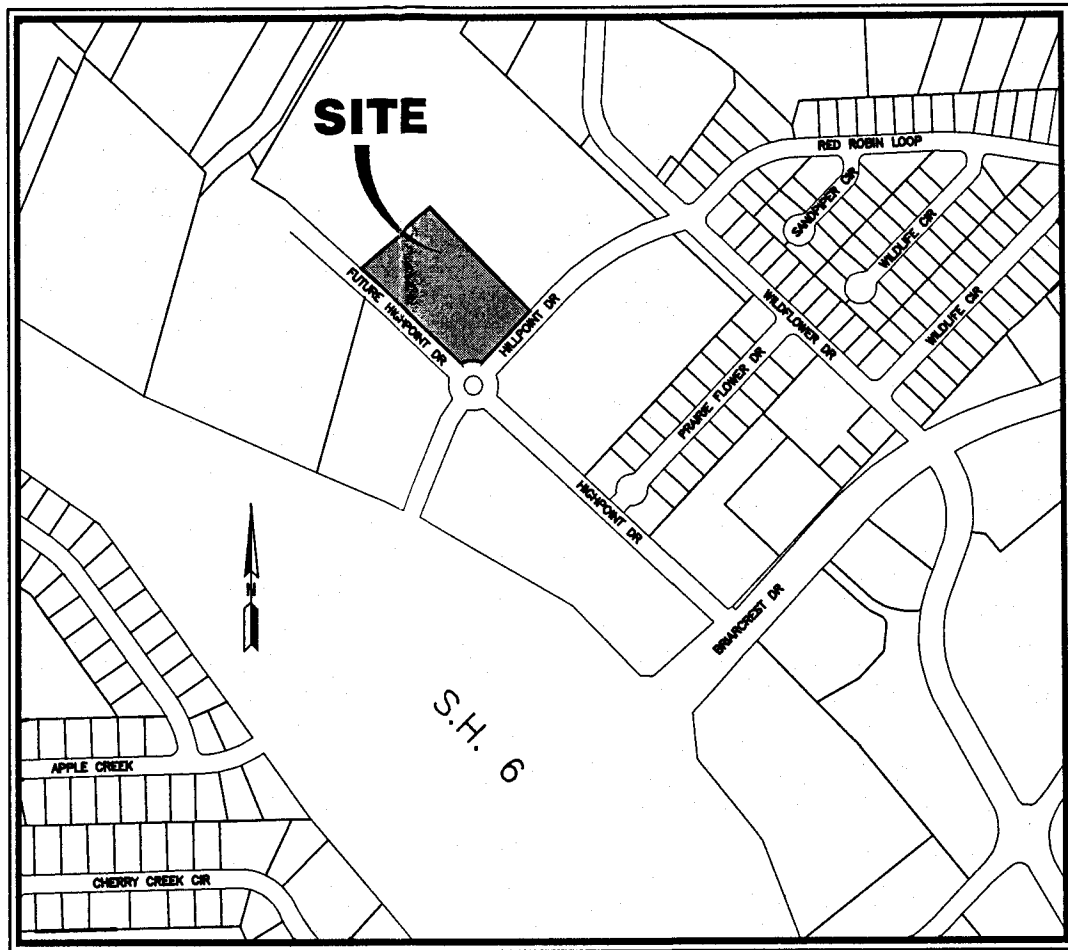 SITE
RED ROBIN LOOP
SANDPIPER CIR
WILDLIFE CIR
WILDLIFE CIR
FUTURE HIGHPOINT DR
HILLPOINT DR
WILDFLOWER DR
PRAIRIE FLOWER DR
HIGHPOINT DR
N
BRIARCREST DR
S.H. 6
APPLE CREEK
CHERRY CREEK CIR